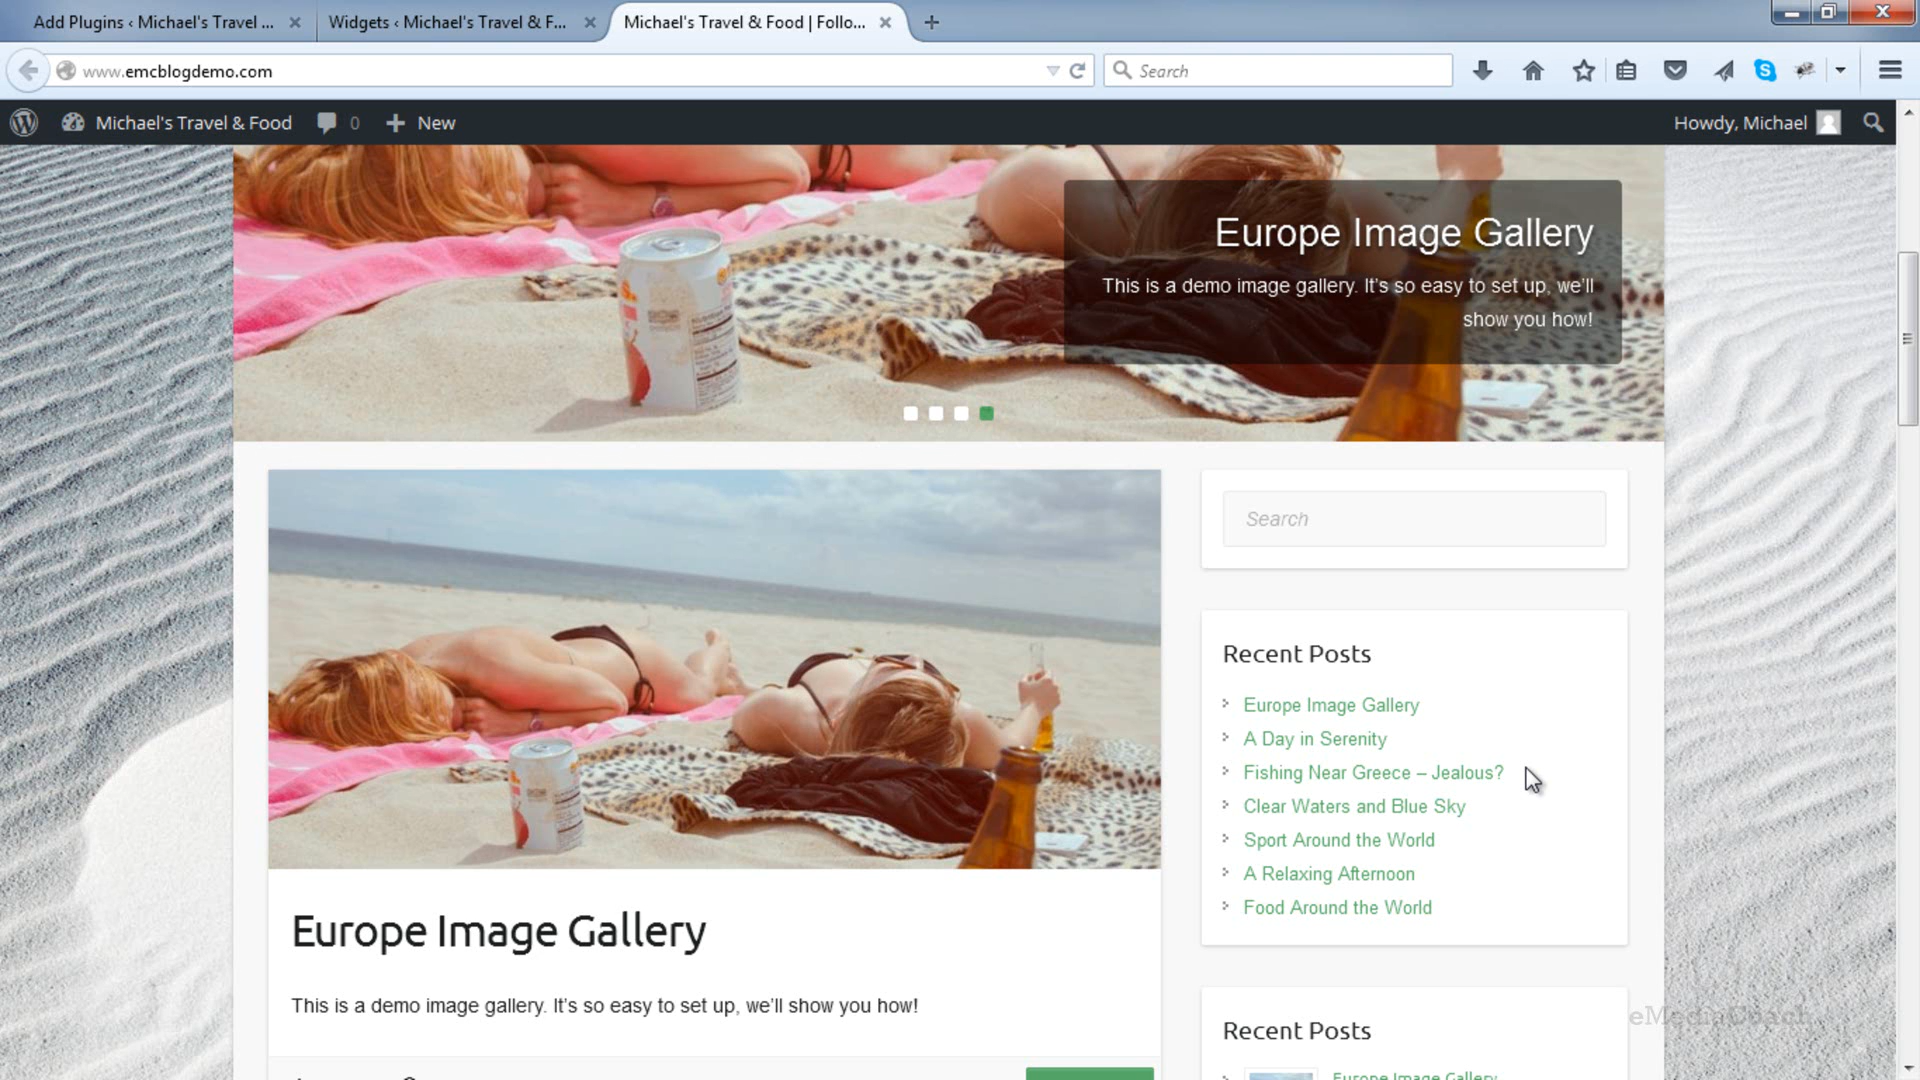 Add Plugins ‹ Michael's Travel ...
Widgets ‹ Michael's Travel & F...
Michael's Travel & Food | Follo...
www.emcblogdemo.com
Search
Michael's Travel & Food
0
New
Howdy, Michael
Europe Image Gallery
This is a demo image gallery. It's so easy to set up, we'll
show you how!
Search
Recent Posts
Europe Image Gallery
A Day in Serenity
Fishing Near Greece – Jealous?
Clear Waters and Blue Sky
Sport Around the World
A Relaxing Afternoon
Food Around the World
Europe Image Gallery
This is a demo image gallery. It's so easy to set up, we'll show you how!
eMediaCoach
Recent Posts
Europe Image Gallery